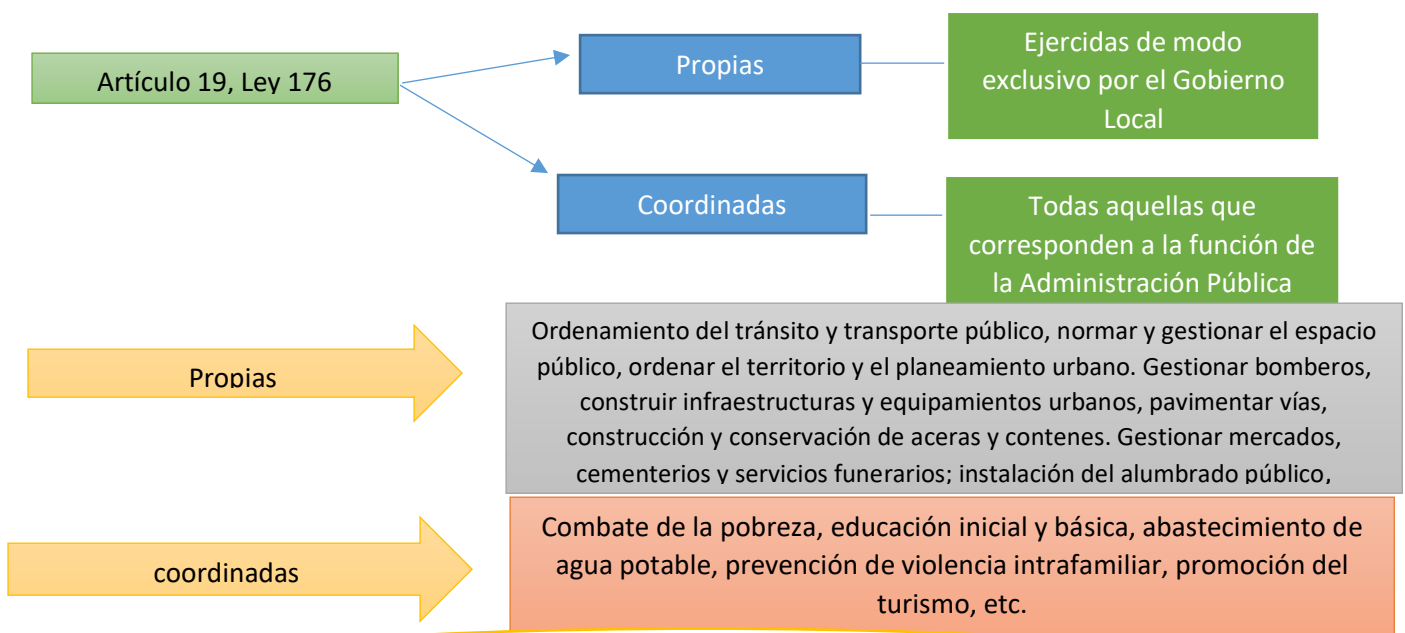 Artículo 19, Ley 176
Propias
Ejercidas de modo
exclusivo por el Gobierno
Local
Coordinadas
Todas aquellas que
corresponden a la función de
la Administración Pública
Propias
Ordenamiento del tránsito y transporte público, normar y gestionar el espacio
público, ordenar el territorio y el planeamiento urbano. Gestionar bomberos,
construir infraestructuras y equipamientos urbanos, pavimentar vías,
construcción y conservación de aceras y contenes. Gestionar mercados,
cementerios y servicios funerarios; instalación del alumbrado público,
coordinadas
Combate de la pobreza, educación inicial y básica, abastecimiento de
agua potable, prevención de violencia intrafamiliar, promoción del
turismo, etc.